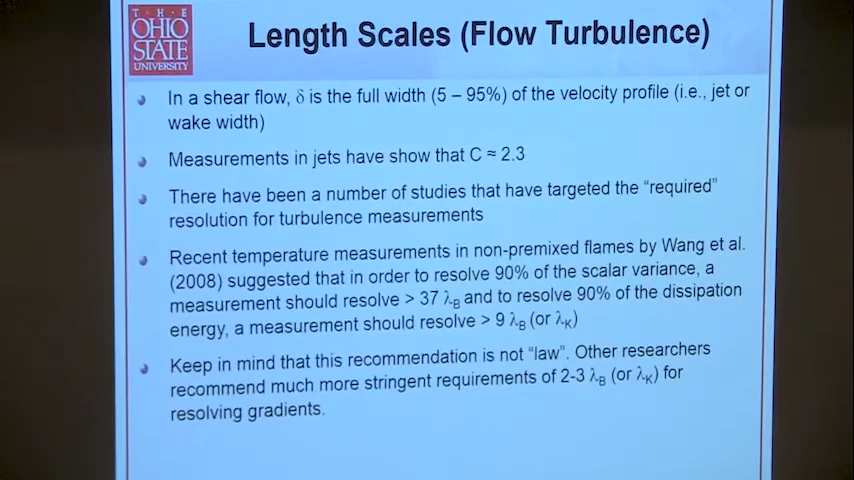 T·H·E
OHIO
STATE
UNIVERSITY
Length Scales (Flow Turbulence)
In a shear flow, δ is the full width (5 – 95%) of the velocity profile (i.e., jet or
wake width)
Measurements in jets have show that C ≈ 2.3
There have been a number of studies that have targeted the “required”
resolution for turbulence measurements
Recent temperature measurements in non-premixed flames by Wang et al.
(2008) suggested that in order to resolve 90% of the scalar variance, a
measurement should resolve > 37 λB and to resolve 90% of the dissipation
energy, a measurement should resolve > 9 λB (or λK)
Keep in mind that this recommendation is not “law”. Other researchers
recommend much more stringent requirements of 2-3 λB (or λK) for
resolving gradients.